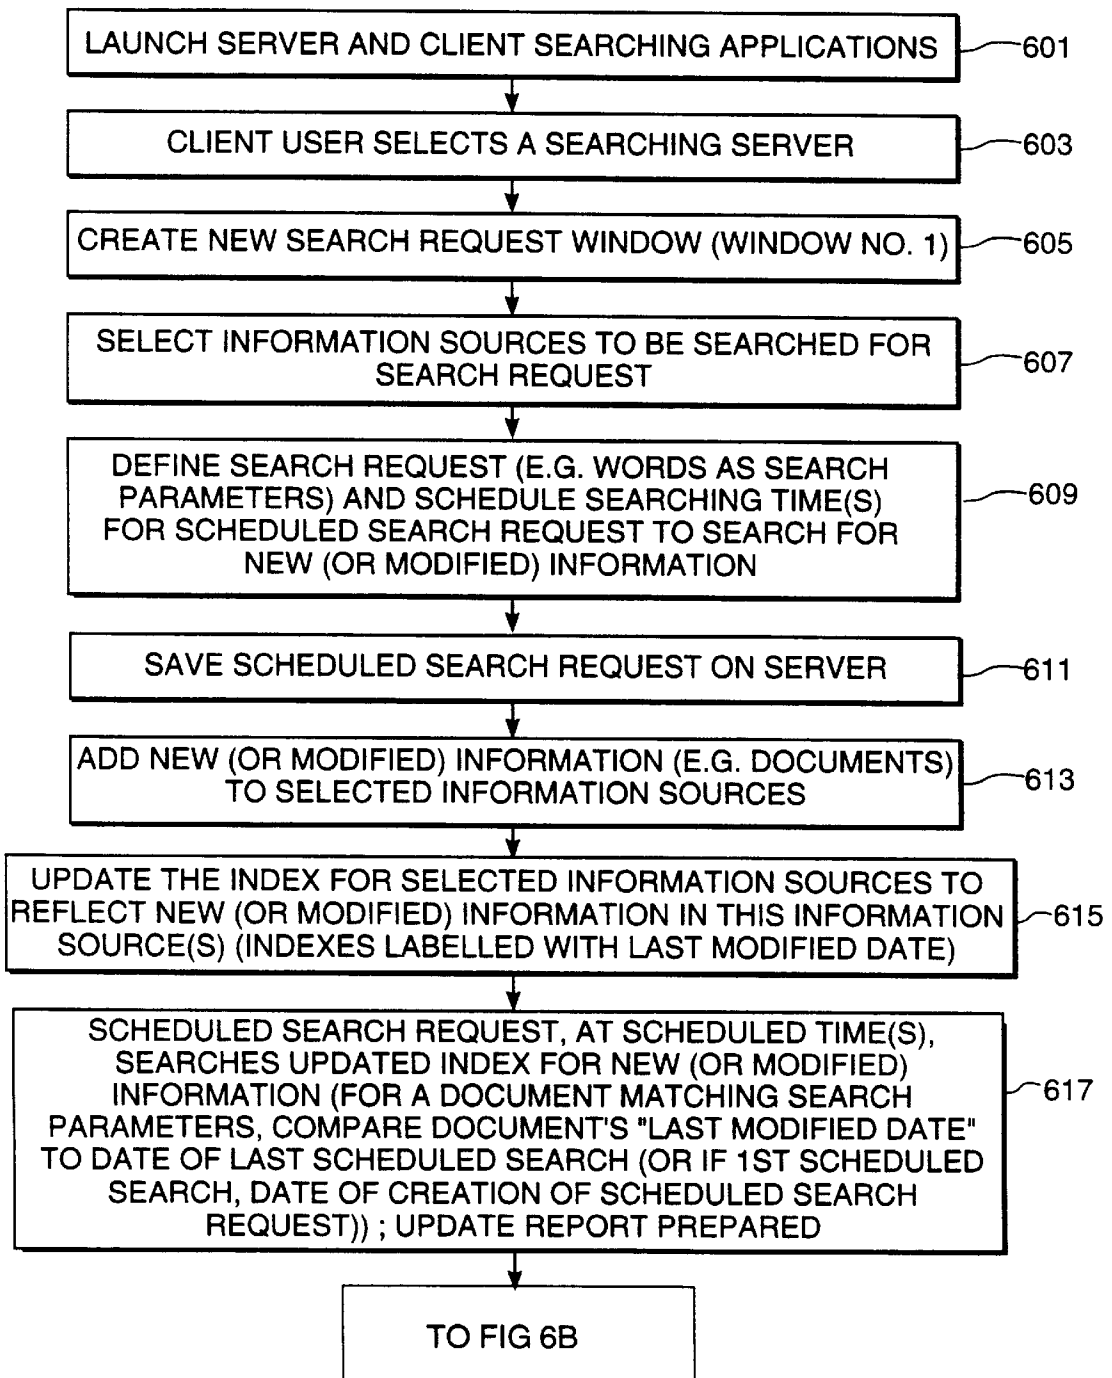 LAUNCH SERVER AND CLIENT SEARCHING APPLICATIONS
601
CLIENT USER SELECTS A SEARCHING SERVER
603
CREATE NEW SEARCH REQUEST WINDOW (WINDOW NO. 1)
605
SELECT INFORMATION SOURCES TO BE SEARCHED FOR
SEARCH REQUEST
607
DEFINE SEARCH REQUEST (E.G. WORDS AS SEARCH
PARAMETERS) AND SCHEDULE SEARCHING TIME(S)
FOR SCHEDULED SEARCH REQUEST TO SEARCH FOR
NEW (OR MODIFIED) INFORMATION
609
SAVE SCHEDULED SEARCH REQUEST ON SERVER
611
ADD NEW (OR MODIFIED) INFORMATION (E.G. DOCUMENTS)
TO SELECTED INFORMATION SOURCES
613
UPDATE THE INDEX FOR SELECTED INFORMATION SOURCES TO
REFLECT NEW (OR MODIFIED) INFORMATION IN THIS INFORMATION
SOURCE(S) (INDEXES LABELLED WITH LAST MODIFIED DATE)
615
SCHEDULED SEARCH REQUEST, AT SCHEDULED TIME(S),
SEARCHES UPDATED INDEX FOR NEW (OR MODIFIED)
INFORMATION (FOR A DOCUMENT MATCHING SEARCH
PARAMETERS, COMPARE DOCUMENT'S "LAST MODIFIED DATE"
TO DATE OF LAST SCHEDULED SEARCH (OR IF 1ST SCHEDULED
SEARCH, DATE OF CREATION OF SCHEDULED SEARCH
REQUEST)) ; UPDATE REPORT PREPARED
617
TO FIG 6B